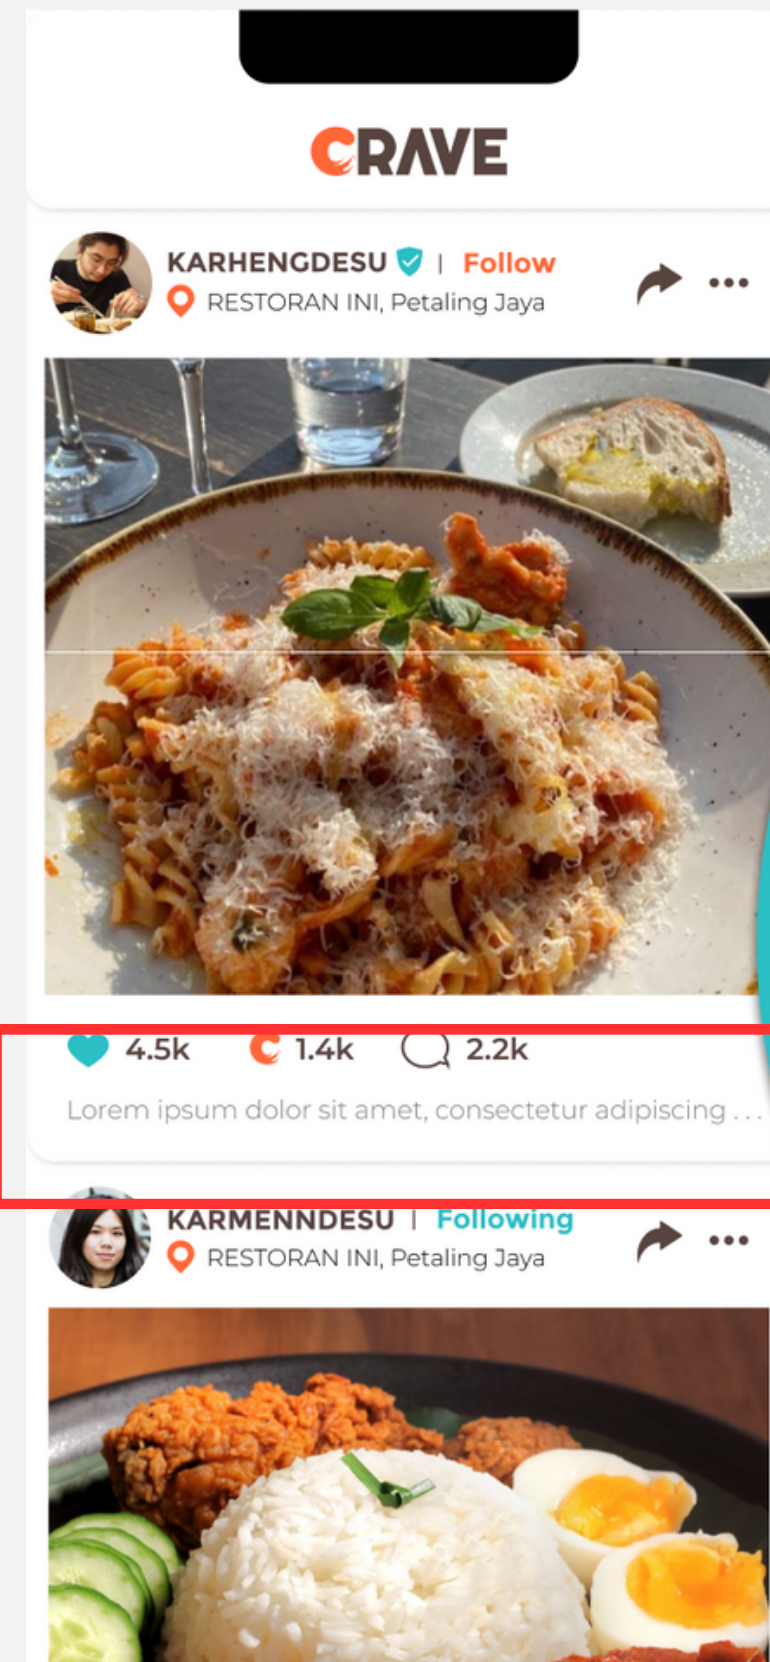 CRAVE
KARHENGDESU | Follow
RESTORAN INI, Petaling Jaya
4.5k 1.4k 2.2k
Lorem ipsum dolor sit amet, consectetur adipiscing ...
KARMENNDESU | Following
RESTORAN INI, Petaling Jaya